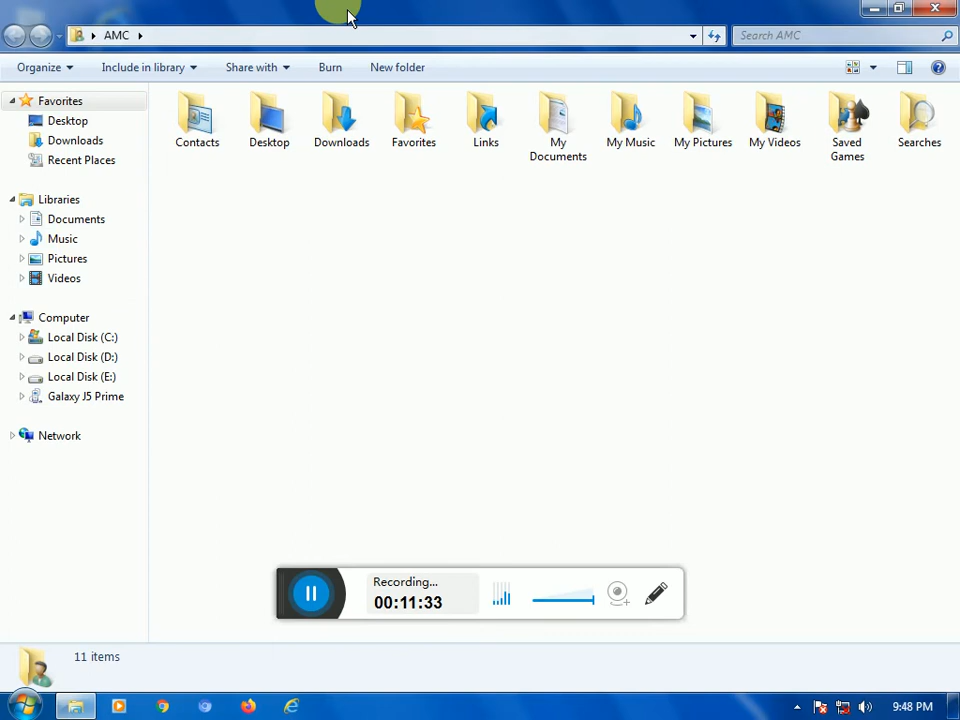 AMC
Search AMC
Organize
Include in library
Share with
Burn
New folder
Favorites
Desktop
Downloads
Recent Places
Libraries
Documents
Music
Pictures
Videos
Computer
Local Disk (C:)
Local Disk (D:)
Local Disk (E:)
Galaxy J5 Prime
Network
Contacts
Desktop
Downloads
Favorites
Links
My
Documents
My Music
My Pictures
My Videos
Saved
Games
Searches
Recording...
00:11:33
11 items
9:48 PM